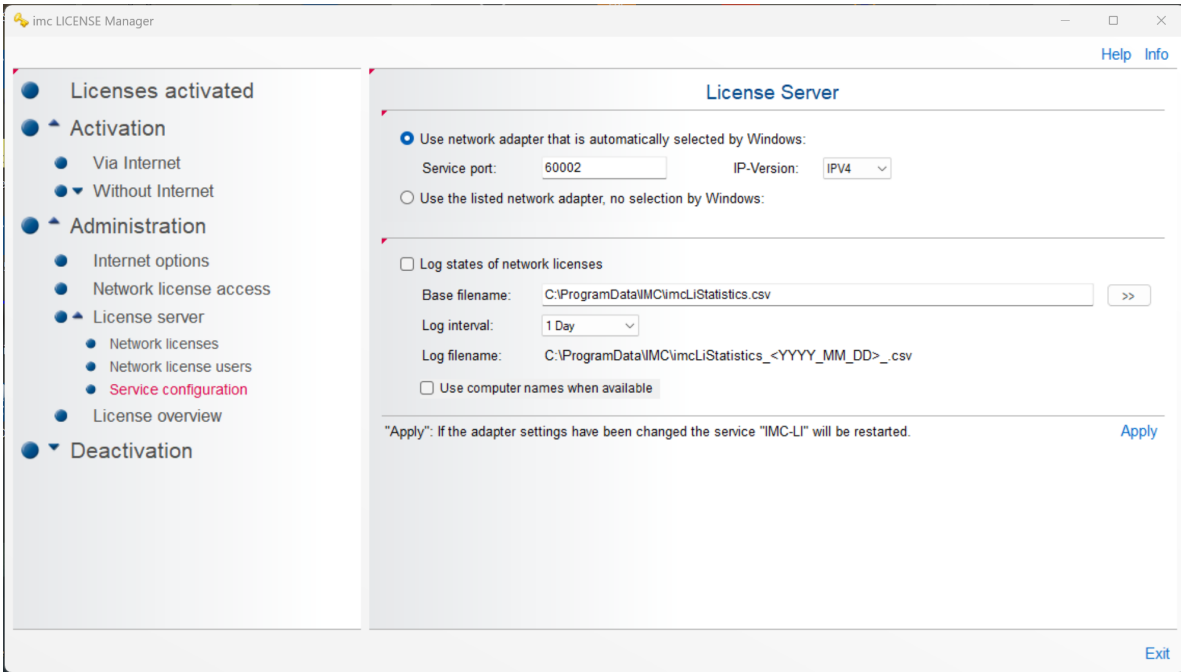 imc LICENSE Manager
Help Info
Licenses activated
Activation
Via Internet
Without Internet
Administration
Internet options
Network license access
License server
Network licenses
Network license users
Service configuration
License overview
Deactivation
License Server
Use network adapter that is automatically selected by Windows:
Service port: 60002 IP-Version: IPV4
Use the listed network adapter, no selection by Windows:
Log states of network licenses
Base filename: C:\ProgramData\IMC\imcLiStatistics.csv >>
Log interval: 1 Day
Log filename: C:\ProgramData\IMC\imcLiStatistics_<YYYY_MM_DD>_.csv
Use computer names when available
"Apply": If the adapter settings have been changed the service "IMC-LI" will be restarted. Apply
Exit